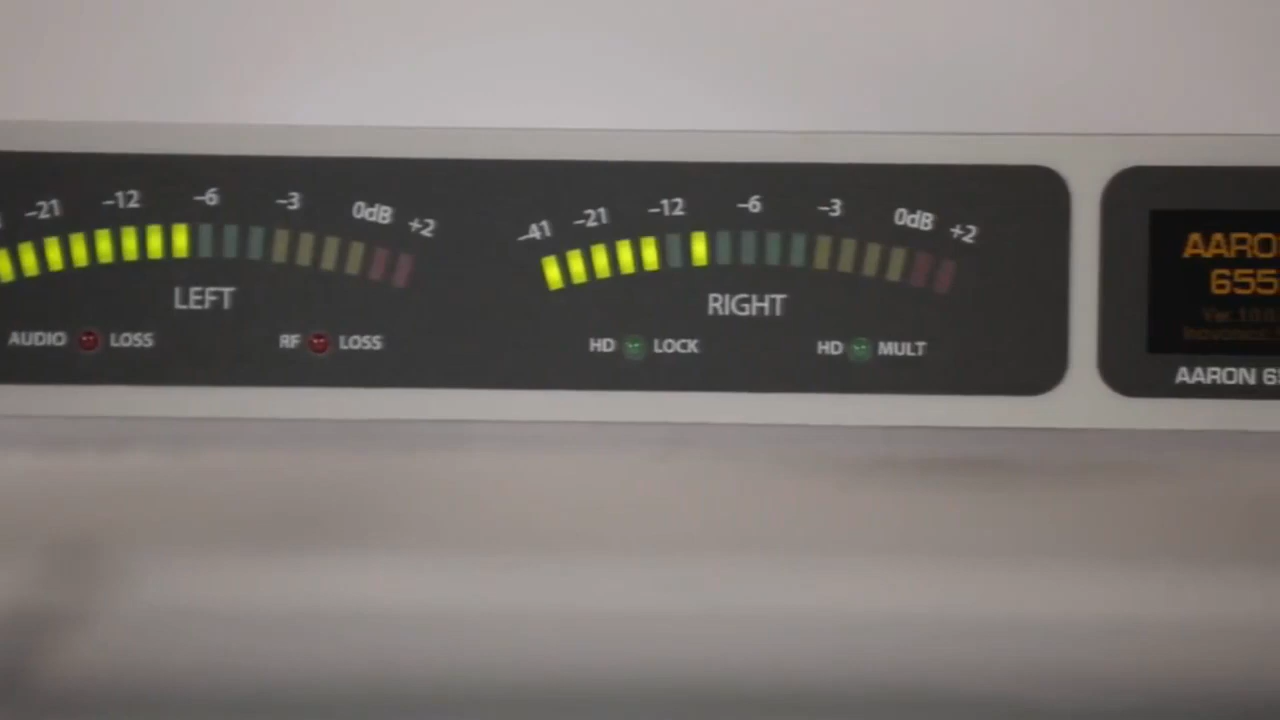 -21 -12 -6 -3 0dB +2
LEFT
AUDIO LOSS RF LOSS
-41 -21 -12 -6 -3 0dB +2
RIGHT
HD LOCK HD MULT
AARO
655
AARON 65